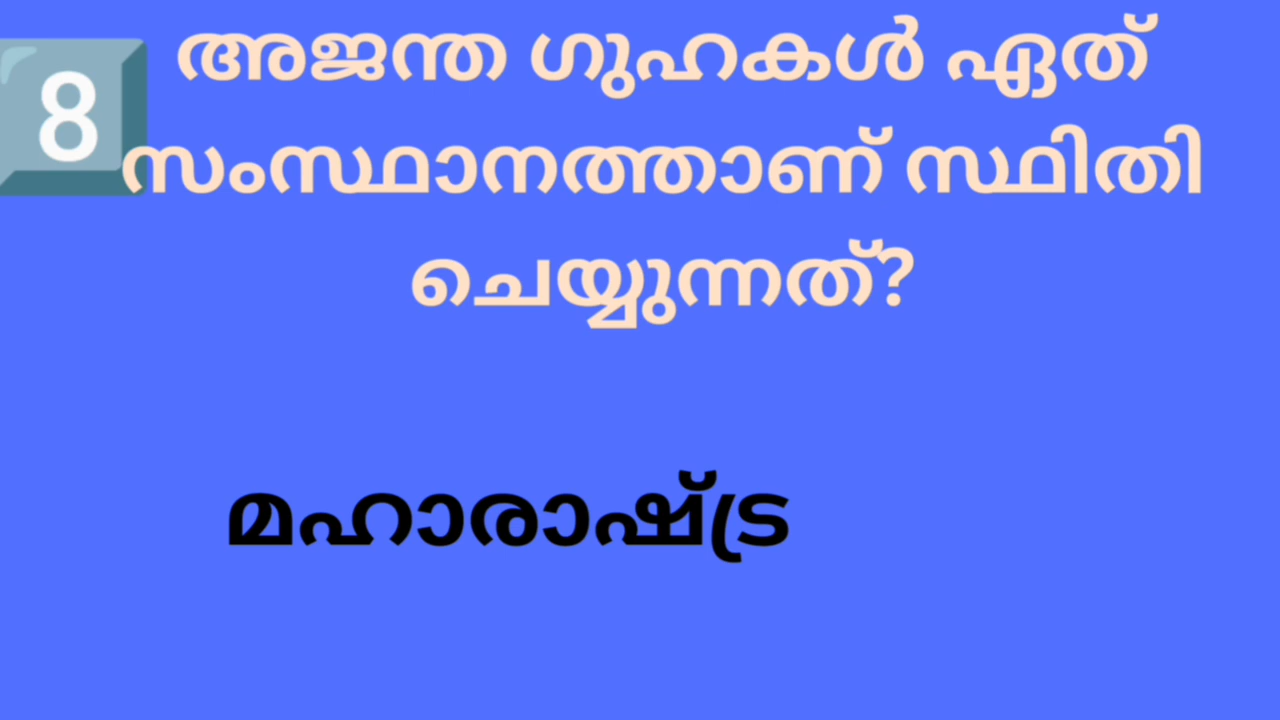 8
അജന്ത ഗുഹകൾ ഏത്
സംസ്ഥാനത്താണ് സ്ഥിതി
ചെയ്യുന്നത്?
മഹാരാഷ്ട്ര